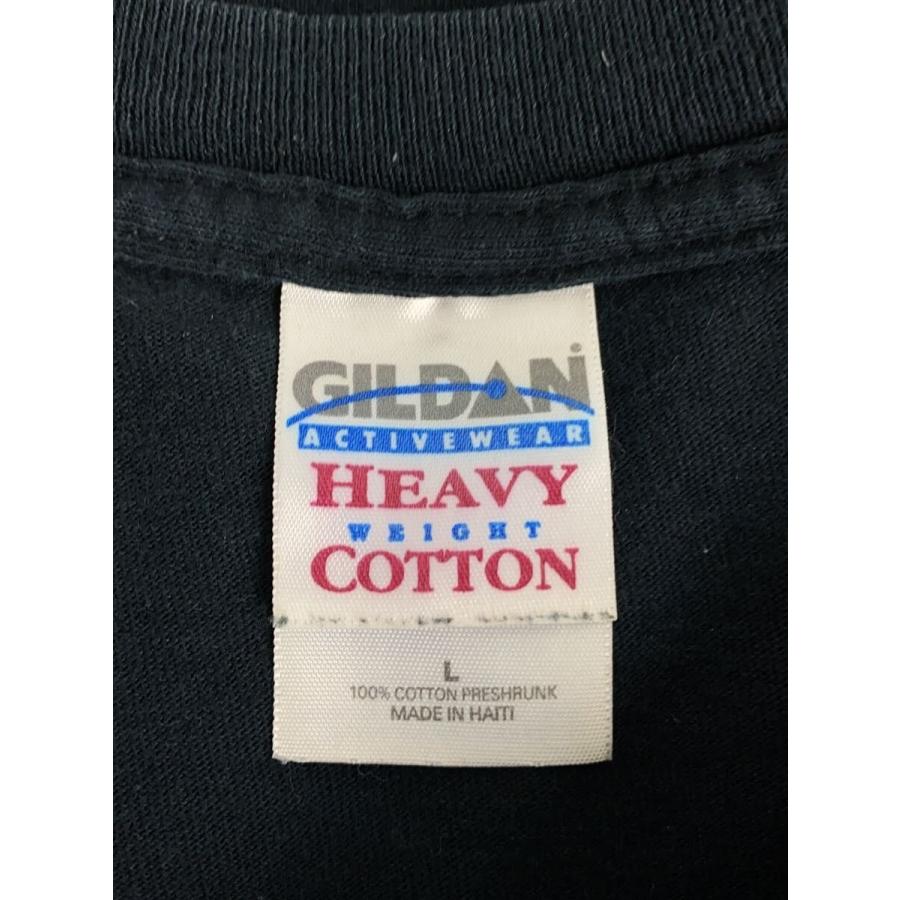 GILDAN
ACTIVEWEAR
HEAVY
WEIGHT
COTTON
L
100% COTTON PRESHRUNK
MADE IN HAITI